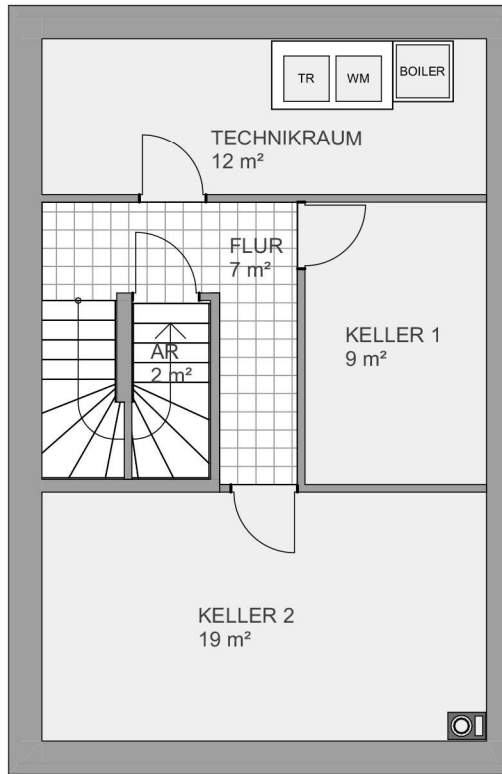 TR
WM
BOILER
TECHNIKRAUM
12 m²
FLUR
7 m²
KELLER 1
9 m²
AR
2 m²
KELLER 2
19 m²